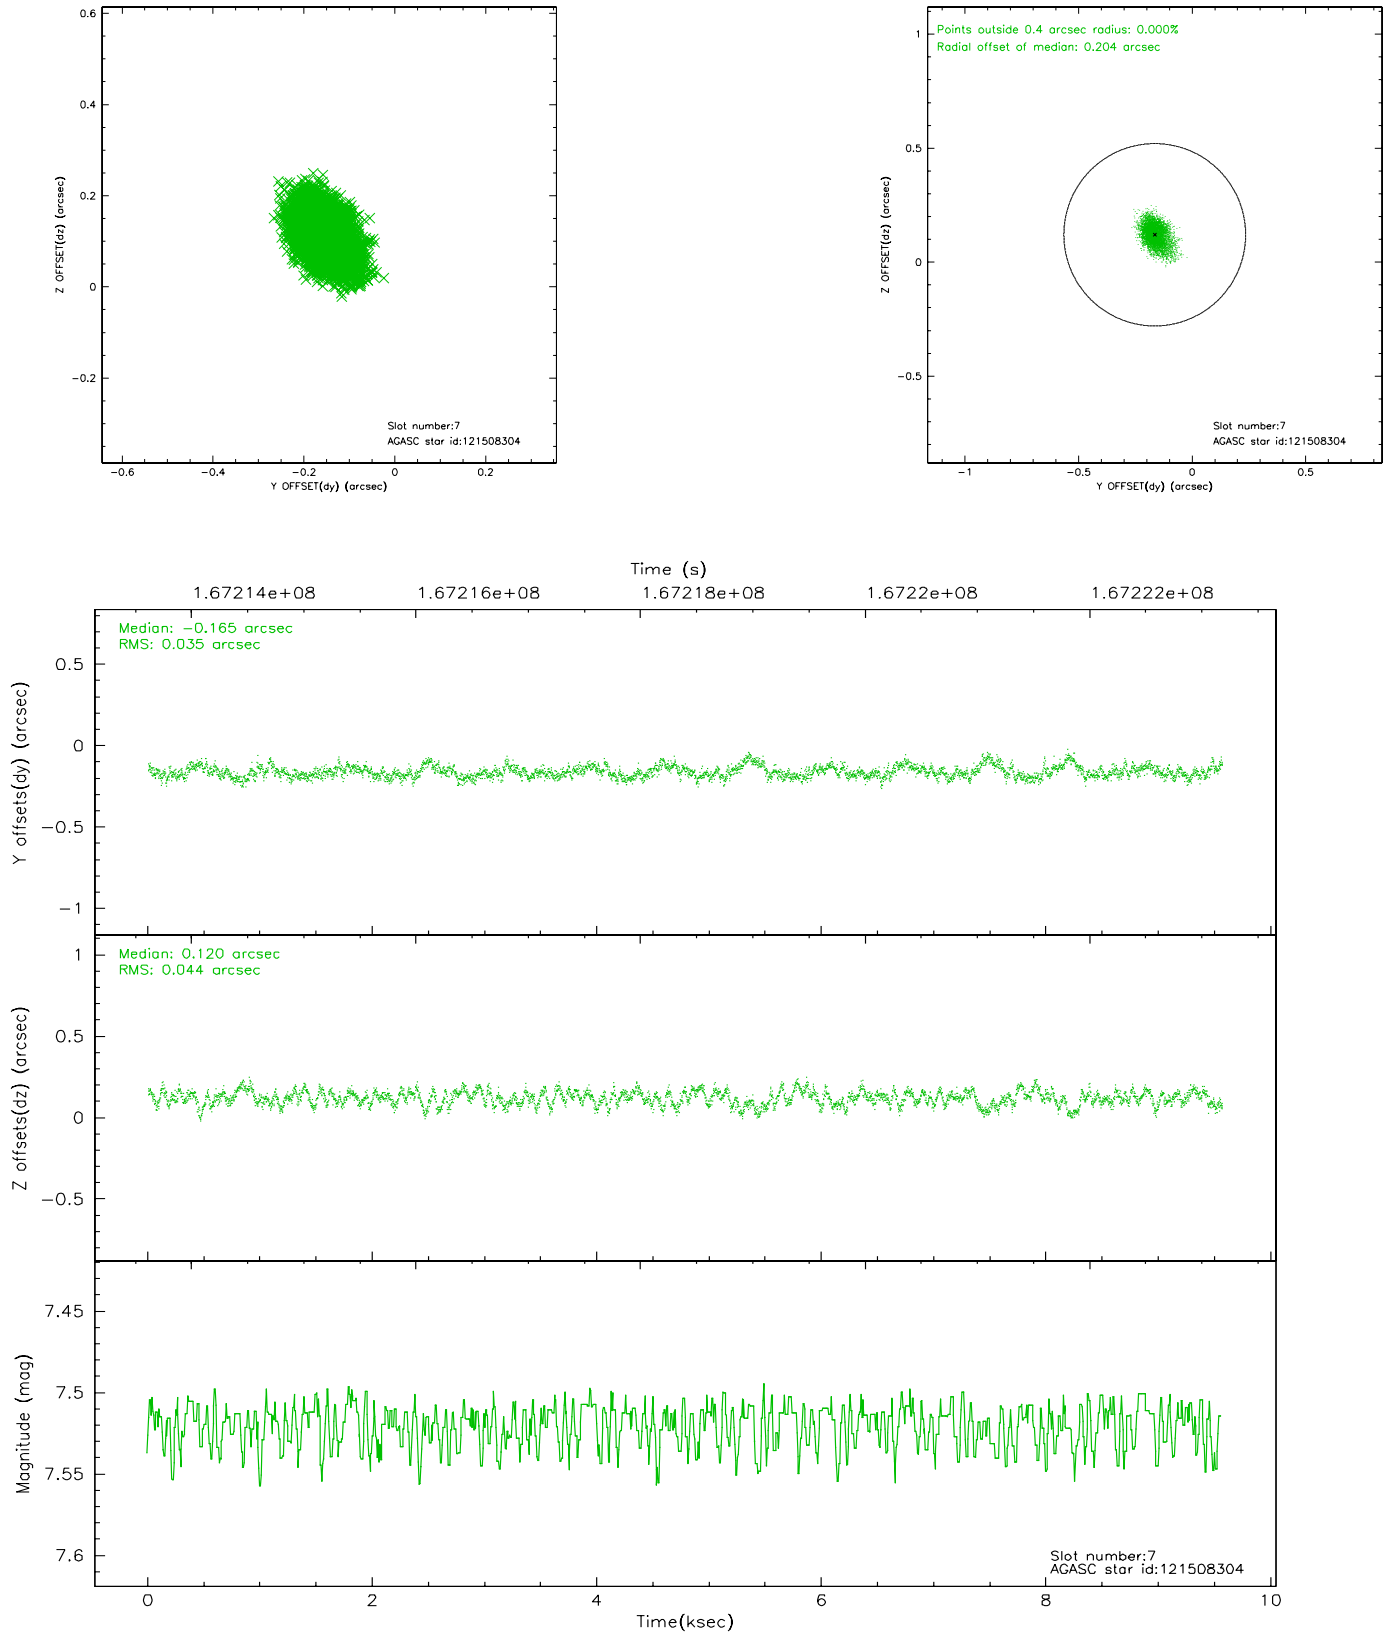 0.6
0.4
0.2
0
−0.2
Z OFFSET(dz) (arcsec)
Slot number:7
AGASC star id:121508304
−0.6 −0.4 −0.2 0 0.2
Y OFFSET(dy) (arcsec)
Points outside 0.4 arcsec radius: 0.000%
Radial offset of median: 0.204 arcsec
1
0.5
0
−0.5
Z OFFSET(dz) (arcsec)
Slot number:7
AGASC star id:121508304
−1 −0.5 0 0.5
Y OFFSET(dy) (arcsec)
Time (s)
1.67214e+08 1.67216e+08 1.67218e+08 1.6722e+08 1.67222e+08
Median: −0.165 arcsec
RMS: 0.035 arcsec
0.5
0
−0.5
−1
Y offsets(dy) (arcsec)
Median: 0.120 arcsec
RMS: 0.044 arcsec
1
0.5
0
−0.5
Z offsets(dz) (arcsec)
7.45
7.5
7.55
7.6
Magnitude (mag)
Slot number:7
AGASC star id:121508304
0 2 4 6 8 10
Time(ksec)